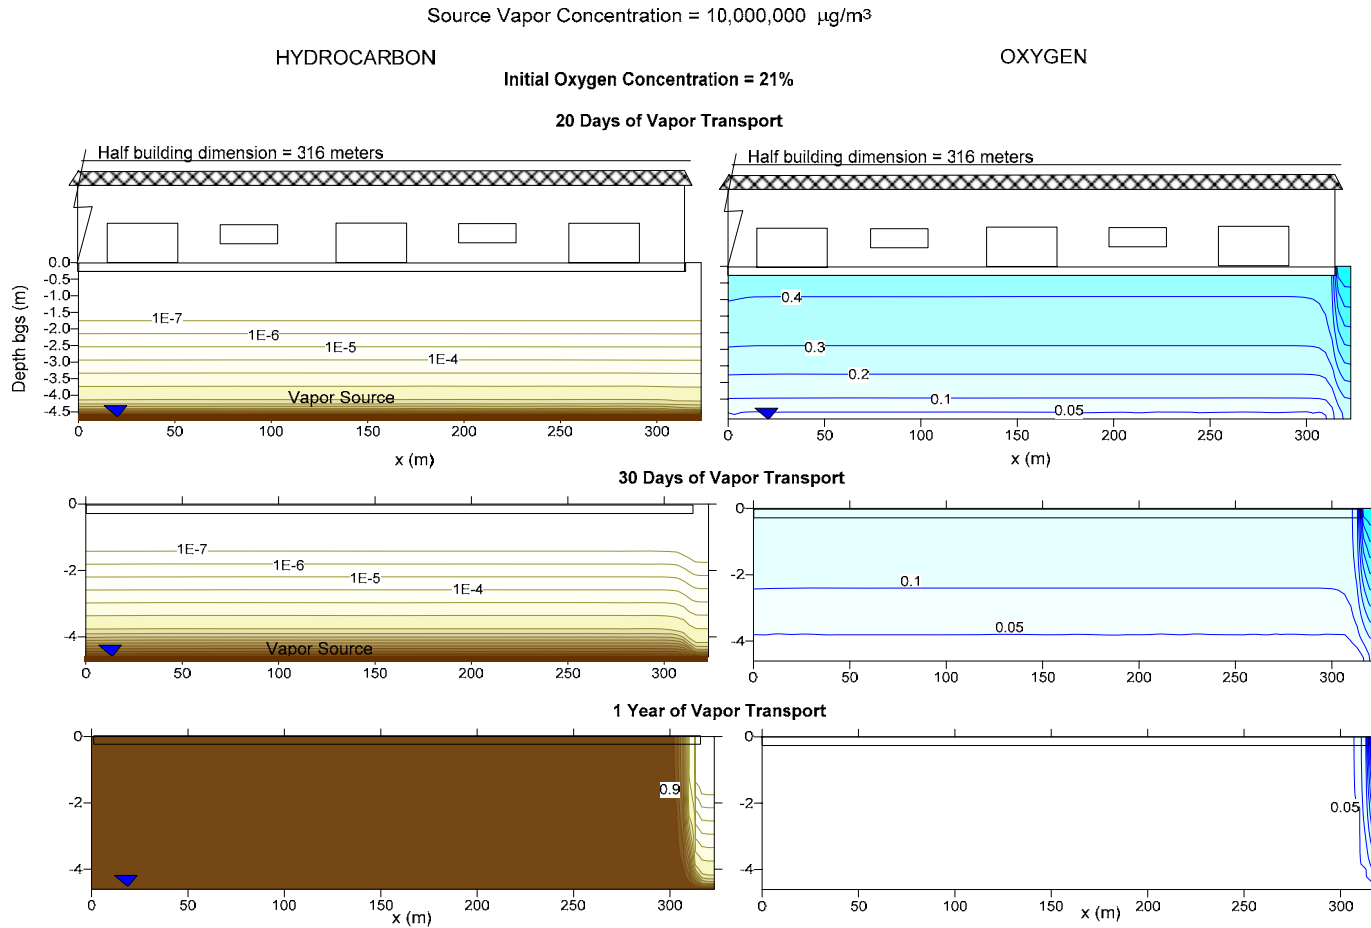 Source Vapor Concentration = 10,000,000 μg/m3
HYDROCARBON
OXYGEN
Initial Oxygen Concentration = 21%
20 Days of Vapor Transport
Half building dimension = 316 meters
Half building dimension = 316 meters
Depth bgs (m)
0.0
-0.5
-1.0
-1.5
-2.0
-2.5
-3.0
-3.5
-4.0
-4.5
1E-7
1E-6
1E-5
1E-4
Vapor Source
0 50 100 150 200 250 300
x (m)
0.4
0.3
0.2
0.1
0.05
0 50 100 150 200 250 300
x (m)
30 Days of Vapor Transport
0
-2
-4
1E-7
1E-6
1E-5
1E-4
Vapor Source
0 50 100 150 200 250 300
0
-2
-4
0.1
0.05
0 50 100 150 200 250 300
1 Year of Vapor Transport
0
-2
-4
0.9
0 50 100 150 200 250 300
x (m)
0
-2
-4
0.05
0 50 100 150 200 250 300
x (m)